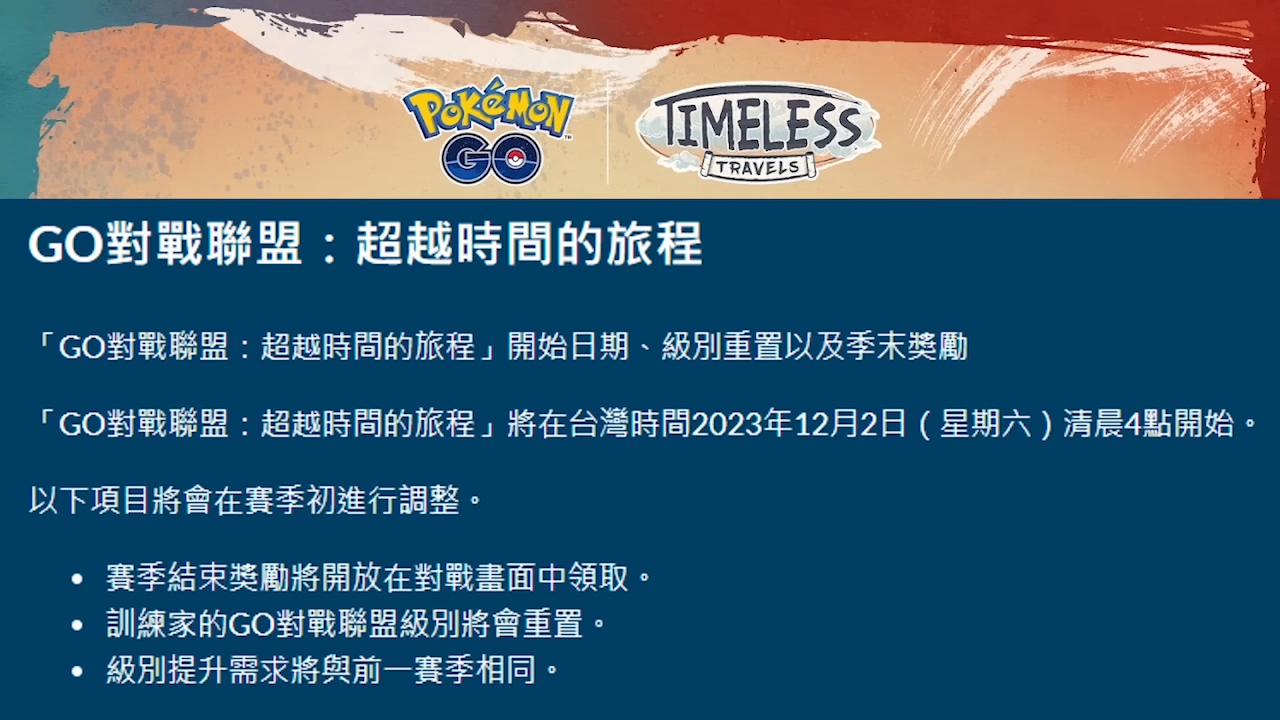 POKéMON GO
TIMELESS TRAVELS
GO對戰聯盟：超越時間的旅程
「GO對戰聯盟：超越時間的旅程」開始日期、級別重置以及季末獎勵
「GO對戰聯盟：超越時間的旅程」將在台灣時間2023年12月2日（星期六）清晨4點開始。
以下項目將會在賽季初進行調整。
• 賽季結束獎勵將開放在對戰畫面中領取。
• 訓練家的GO對戰聯盟級別將會重置。
• 級別提升需求將與前一賽季相同。